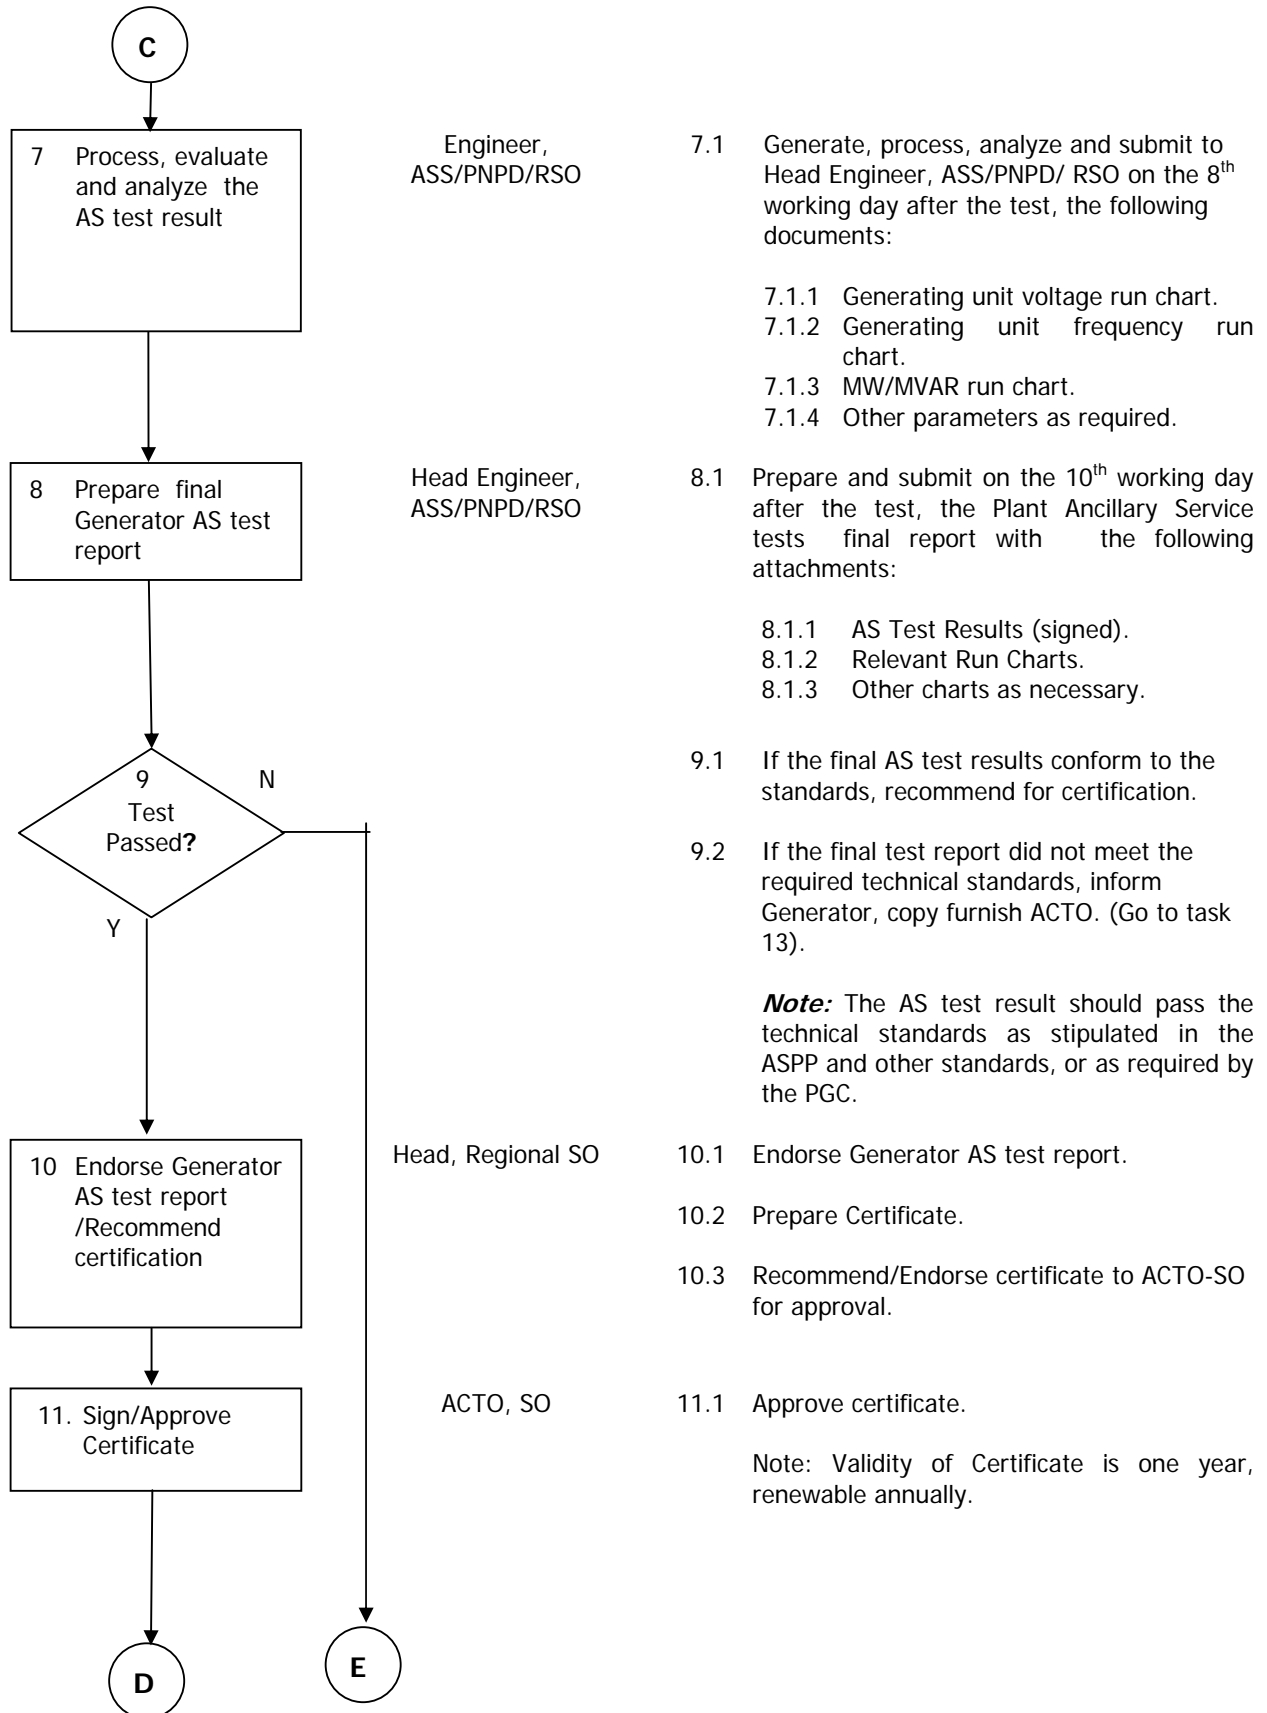 C
7 Process, evaluate
and analyze the
AS test result
Engineer,
ASS/PNPD/RSO
7.1 Generate, process, analyze and submit to
Head Engineer, ASS/PNPD/ RSO on the 8th
working day after the test, the following
documents:
7.1.1 Generating unit voltage run chart.
7.1.2 Generating unit frequency run
chart.
7.1.3 MW/MVAR run chart.
7.1.4 Other parameters as required.
8 Prepare final
Generator AS test
report
Head Engineer,
ASS/PNPD/RSO
8.1 Prepare and submit on the 10th working day
after the test, the Plant Ancillary Service
tests final report with the following
attachments:
8.1.1 AS Test Results (signed).
8.1.2 Relevant Run Charts.
8.1.3 Other charts as necessary.
9
Test
Passed?
N
Y
9.1 If the final AS test results conform to the
standards, recommend for certification.
9.2 If the final test report did not meet the
required technical standards, inform
Generator, copy furnish ACTO. (Go to task
13).
Note: The AS test result should pass the
technical standards as stipulated in the
ASPP and other standards, or as required by
the PGC.
10 Endorse Generator
AS test report
/Recommend
certification
Head, Regional SO
10.1 Endorse Generator AS test report.
10.2 Prepare Certificate.
10.3 Recommend/Endorse certificate to ACTO-SO
for approval.
11. Sign/Approve
Certificate
ACTO, SO
11.1 Approve certificate.
Note: Validity of Certificate is one year,
renewable annually.
D
E